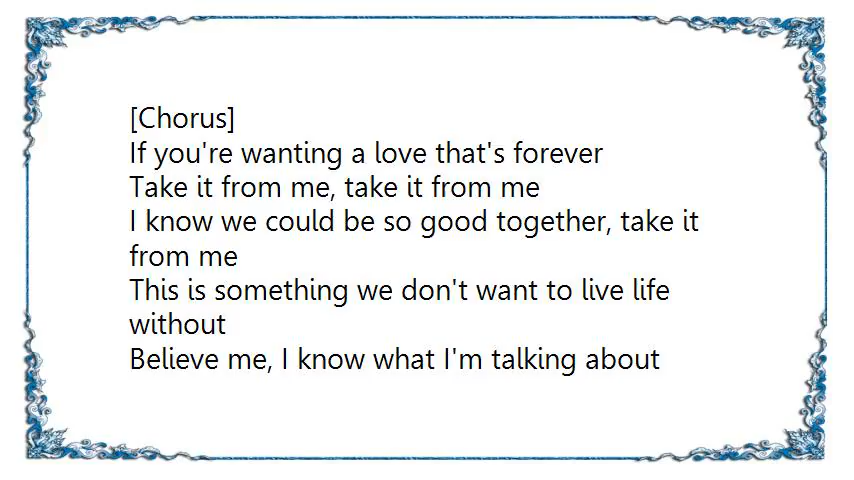 [Chorus]
If you're wanting a love that's forever
Take it from me, take it from me
I know we could be so good together, take it
from me
This is something we don't want to live life
without
Believe me, I know what I'm talking about